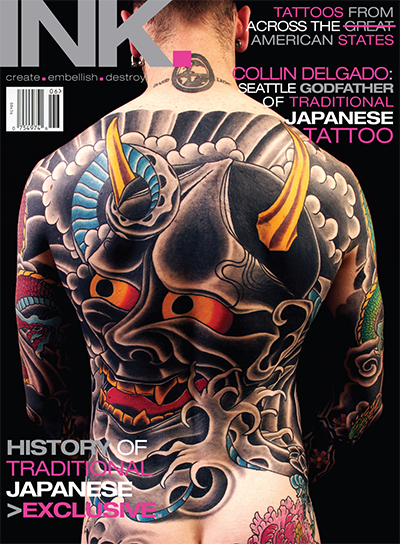 INK.
create.embellish.destroy
TATTOOS FROM
ACROSS THE GREAT
AMERICAN STATES
COLLIN DELGADO:
SEATTLE GODFATHER
OF TRADITIONAL
JAPANESE
TATTOO
06>
HISTORY OF
TRADITIONAL
JAPANESE
>EXCLUSIVE